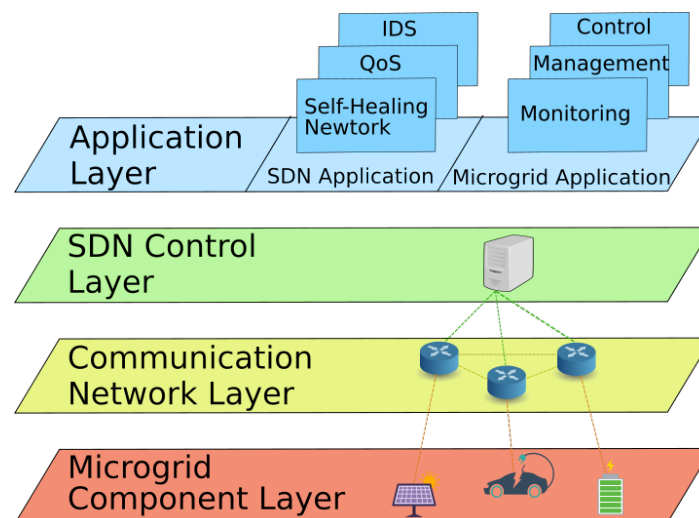 IDS
QoS
Self-Healing
Newtork
Control
Management
Monitoring
Application
Layer
SDN Application
Microgrid Application
SDN Control
Layer
Communication
Network Layer
Microgrid
Component Layer